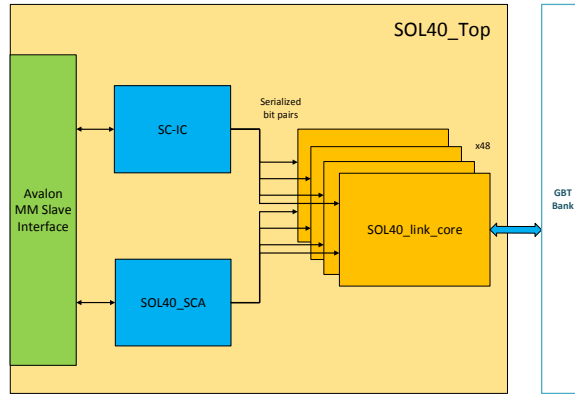 SOL40_Top
Serialized
bit pairs
SC-IC
x48
Avalon
MM Slave
Interface
GBT
Bank
SOL40_link_core
SOL40_SCA